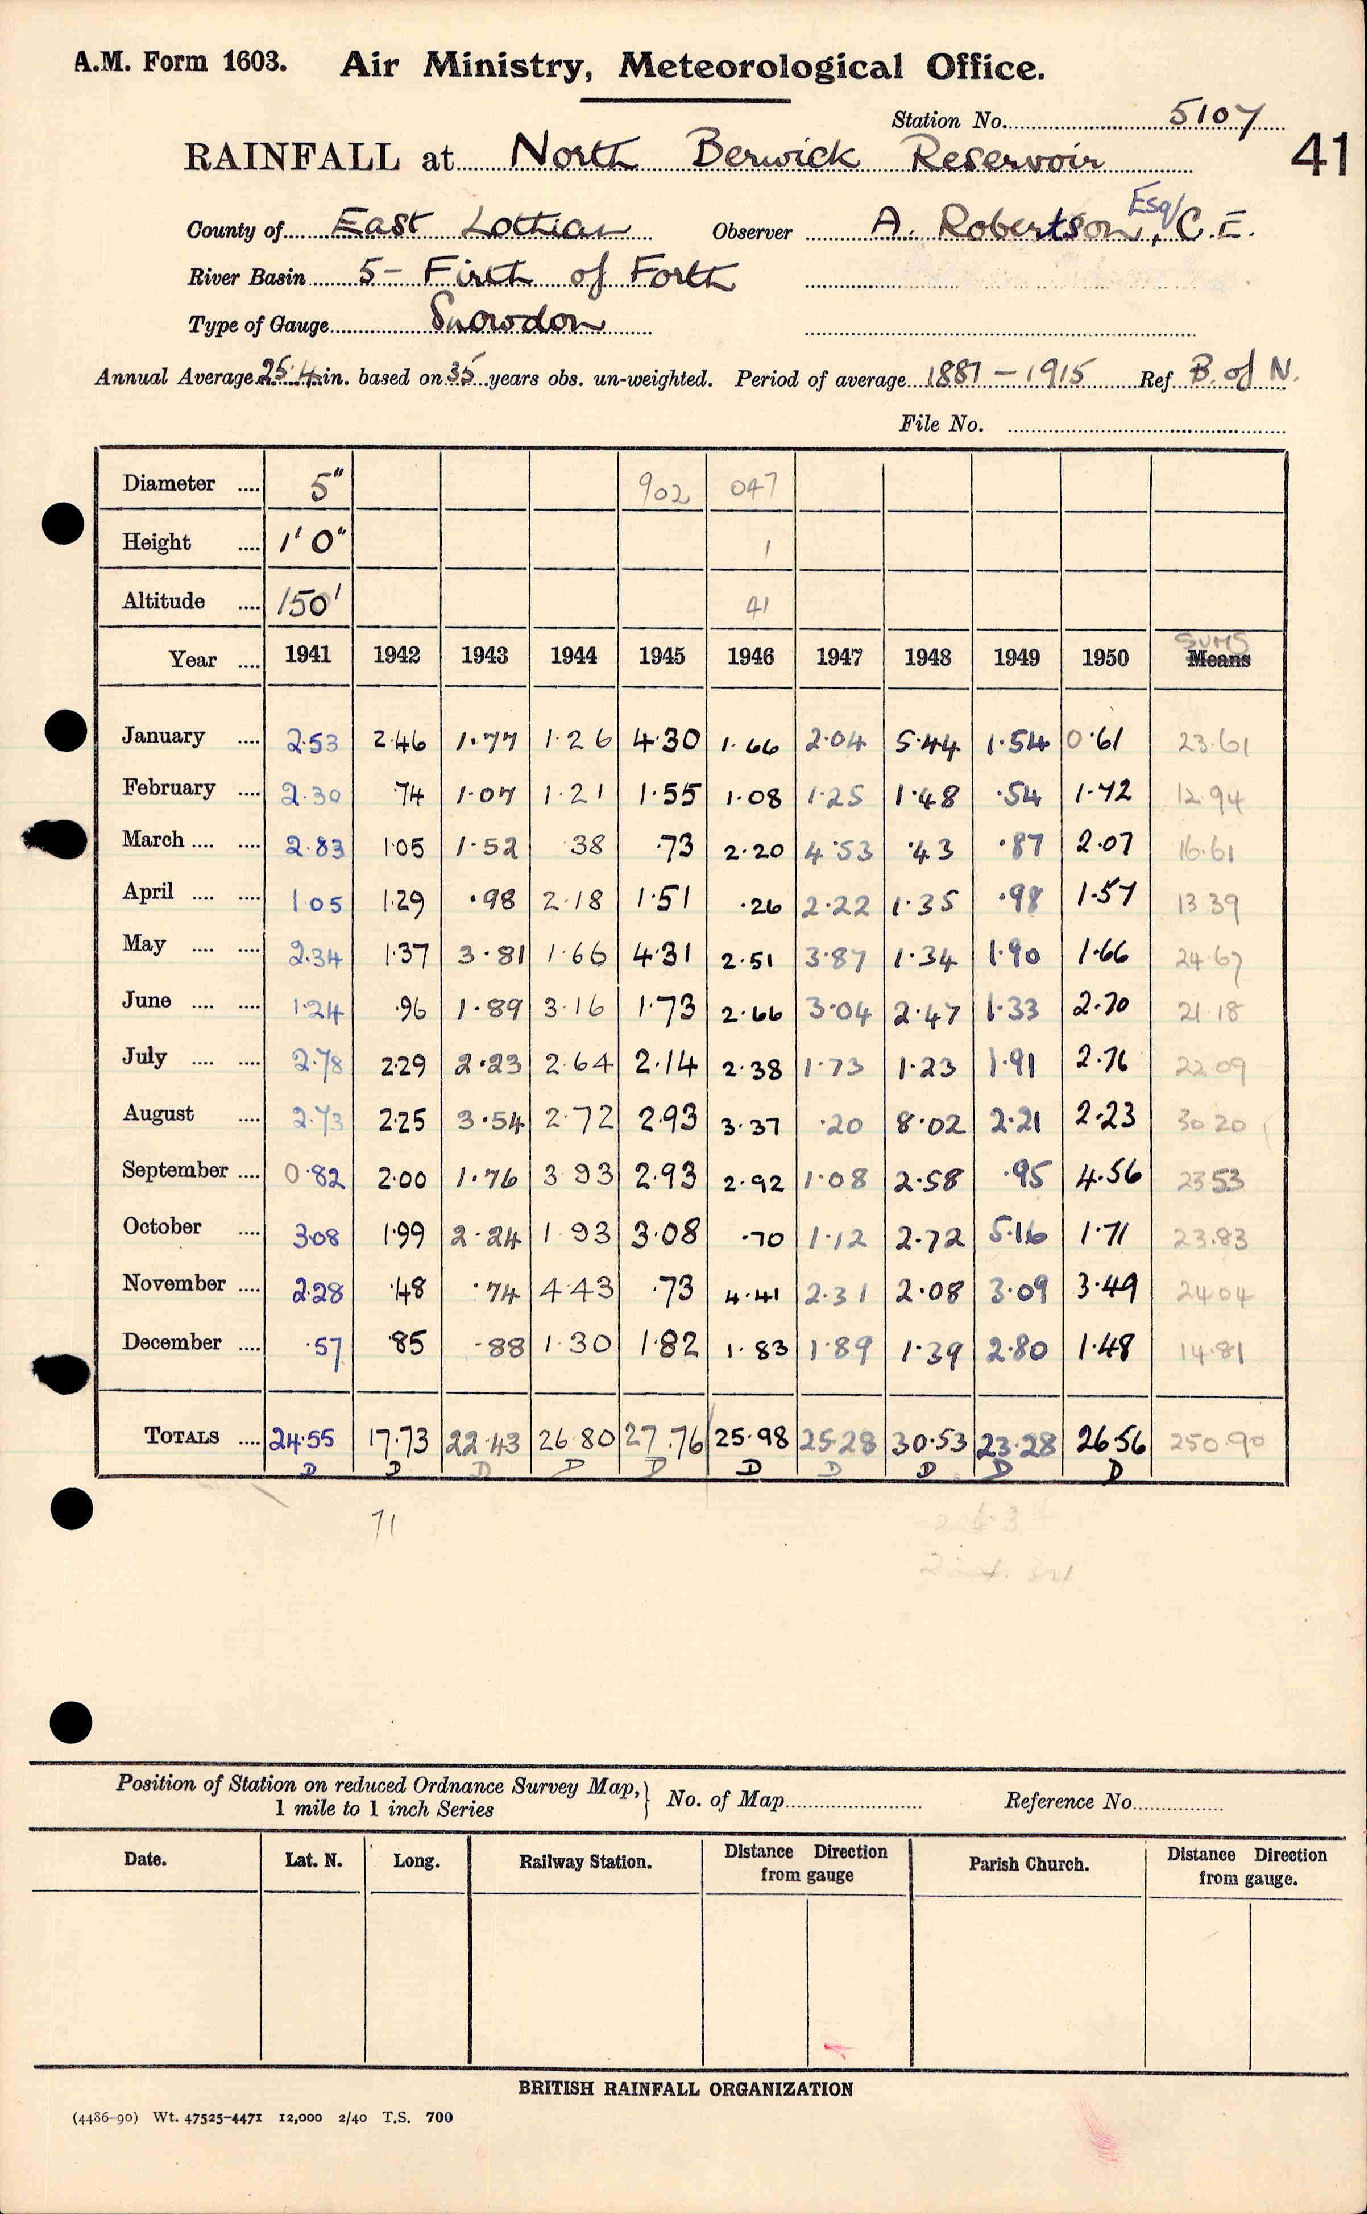 A.M. Form 1603. Air Ministry, Meteorological Office.
Station No. 5107
41
RAINFALL at North Berwick Reservoir
County of East Lothian Observer A. Robertson, Esq/ C.E.
River Basin 5 - Firth of Forth
Type of Gauge Snowdon
Annual Average 25.4 in. based on 35 years obs. un-weighted. Period of average 1881 - 1915 Ref B. of N.
File No.
Diameter .... 5" 902 047
Height .... 1' 0" 1
Altitude .... 150' 41
Year .... 1941 1942 1943 1944 1945 1946 1947 1948 1949 1950 SUMS Means
January .... 2.53 2.46 1.77 1.26 4.30 1.66 2.04 5.44 1.54 0.61 23.61
February .... 2.30 .74 1.07 1.21 1.55 1.08 1.25 1.48 .54 1.72 12.94
March .... .... 2.83 1.05 1.52 .38 .73 2.20 4.53 .43 .87 2.07 16.61
April .... .... 1.05 1.29 .98 2.18 1.51 .26 2.22 1.35 .98 1.57 13.39
May .... .... 2.34 1.37 3.81 1.66 4.31 2.51 3.87 1.34 1.90 1.66 24.67
June .... .... 1.24 .96 1.89 3.16 1.73 2.66 3.04 2.47 1.33 2.70 21.18
July .... .... 2.78 2.29 2.23 2.64 2.14 2.38 1.73 1.23 1.91 2.76 22.09
August .... 2.73 2.25 3.54 2.72 2.93 3.37 .20 8.02 2.21 2.23 30.20
September .... 0.82 2.00 1.76 3.93 2.93 2.92 1.08 2.58 .95 4.56 23.53
October .... 3.08 1.99 2.24 1.93 3.08 .70 1.12 2.72 5.16 1.71 23.83
November .... 2.28 .48 .74 4.43 .73 4.41 2.31 2.08 3.09 3.49 24.04
December .... .57 .85 .88 1.30 1.82 1.83 1.89 1.39 2.80 1.48 14.81
TOTALS .... 24.55 17.73 22.43 26.80 27.76 25.98 25.28 30.53 23.28 26.56 250.90
D D D D D D D D D D
71
Position of Station on reduced Ordnance Survey Map, } No. of Map Reference No.
1 mile to 1 inch Series
Date. Lat. N. Long. Railway Station. Distance Direction from gauge Parish Church. Distance Direction from gauge.
BRITISH RAINFALL ORGANIZATION
(4486-90) Wt. 47525-4471 12,000 2/40 T.S. 700